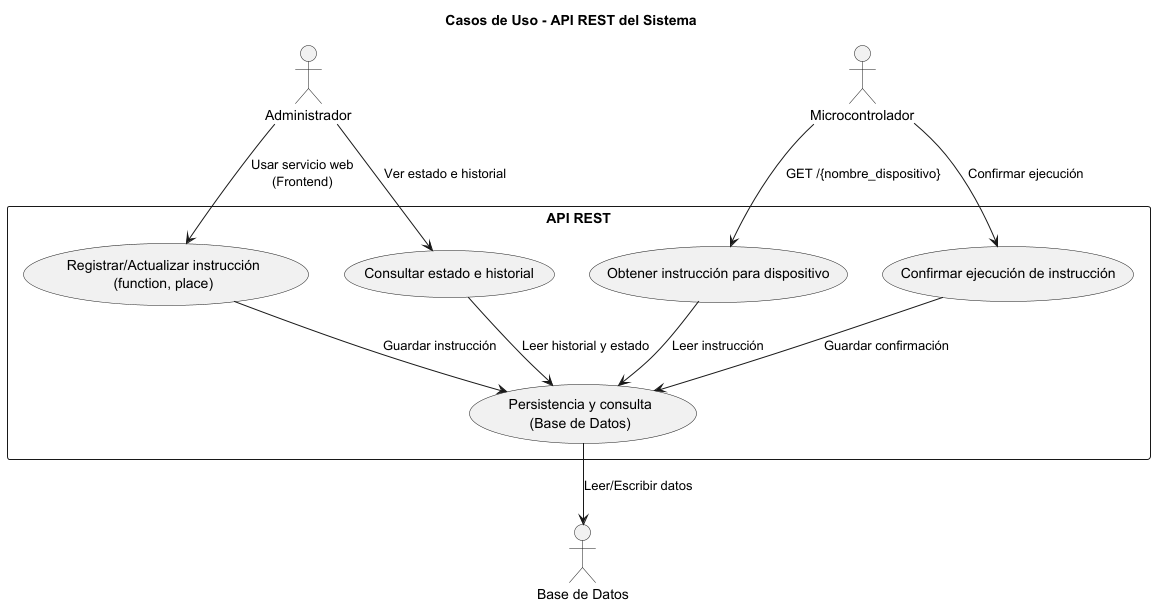 Casos de Uso - API REST del Sistema
Administrador
Microcontrolador
Usar servicio web
(Frontend)
Ver estado e historial
GET /{nombre_dispositivo}
Confirmar ejecución
API REST
Registrar/Actualizar instrucción
(function, place)
Consultar estado e historial
Obtener instrucción para dispositivo
Confirmar ejecución de instrucción
Guardar instrucción
Leer historial y estado
Leer instrucción
Guardar confirmación
Persistencia y consulta
(Base de Datos)
Leer/Escribir datos
Base de Datos